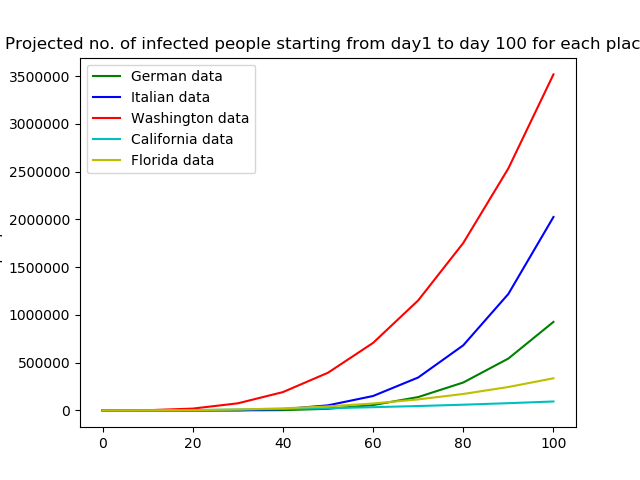 Projected no. of infected people starting from day1 to day 100 for each plac
German data
Italian data
Washington data
California data
Florida data
3500000
3000000
2500000
2000000
1500000
1000000
500000
0
0 20 40 60 80 100